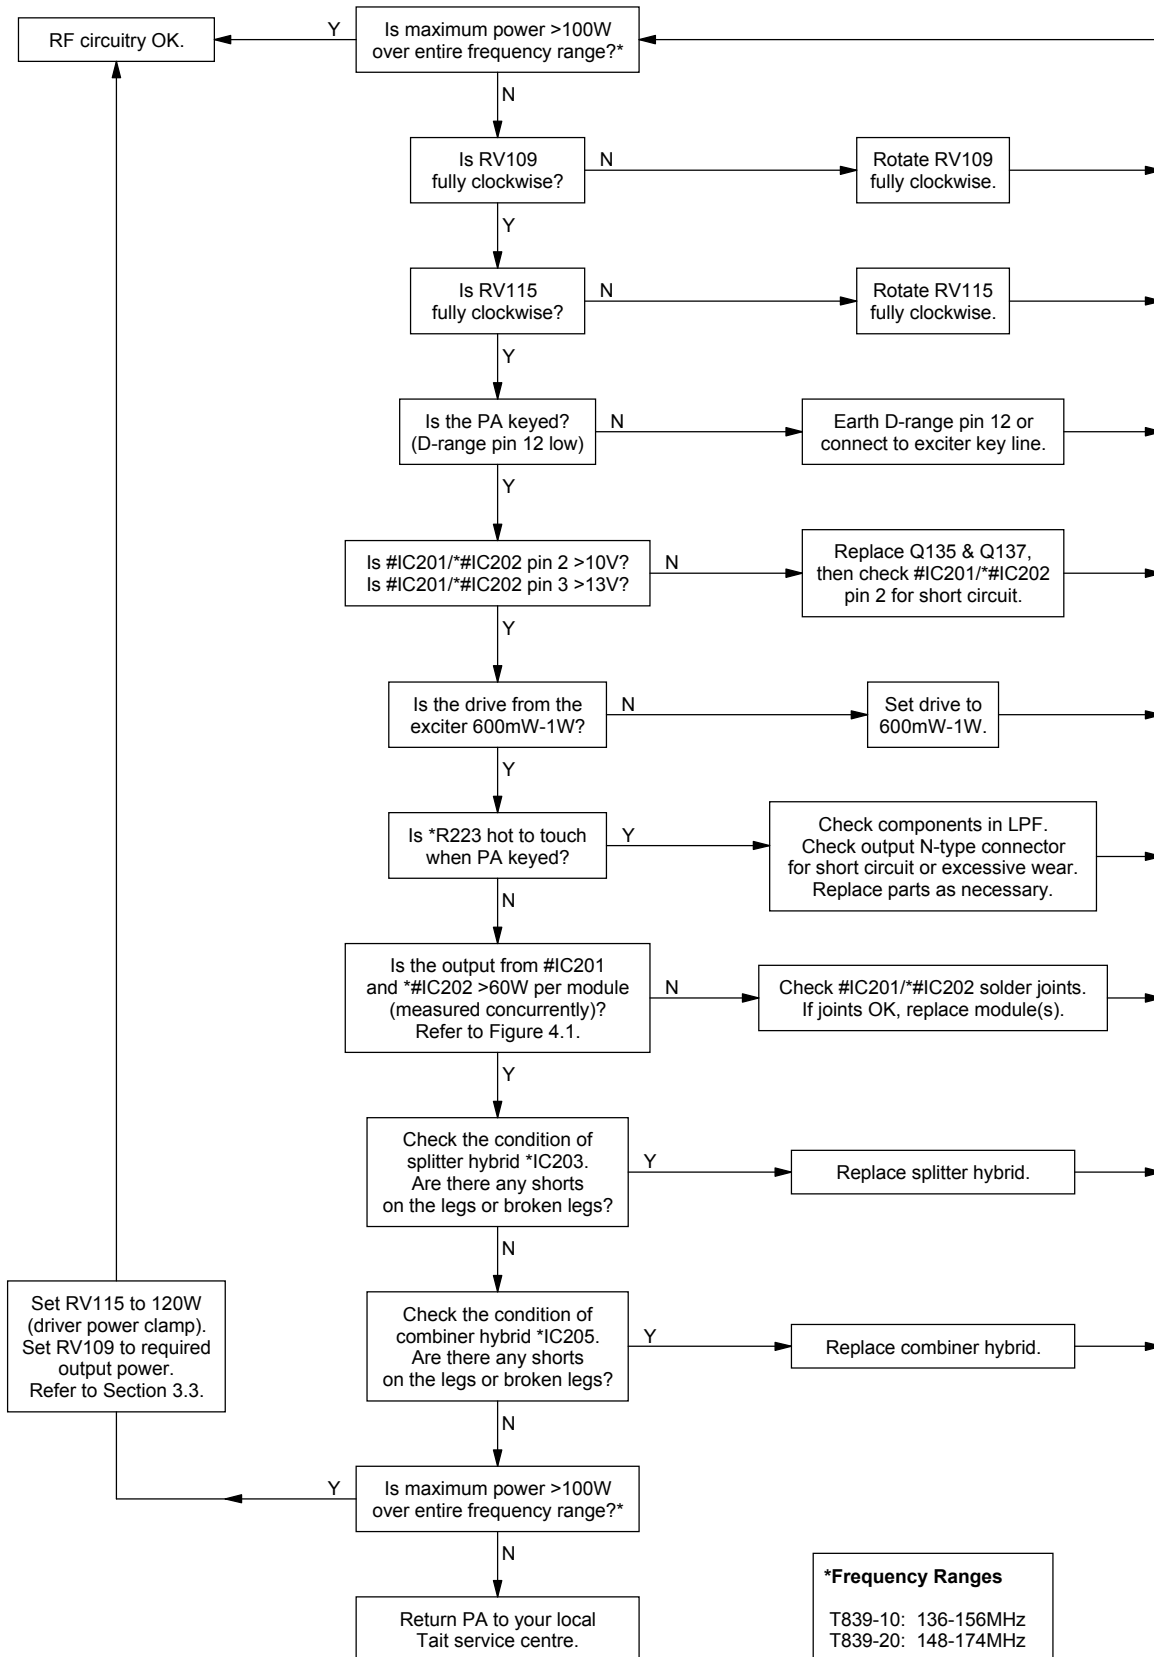 RF circuitry OK.
Y
Is maximum power >100W
over entire frequency range?*
N
Is RV109
fully clockwise?
N
Rotate RV109
fully clockwise.
Y
Is RV115
fully clockwise?
N
Rotate RV115
fully clockwise.
Y
Is the PA keyed?
(D-range pin 12 low)
N
Earth D-range pin 12 or
connect to exciter key line.
Y
Is #IC201/*#IC202 pin 2 >10V?
Is #IC201/*#IC202 pin 3 >13V?
N
Replace Q135 & Q137,
then check #IC201/*#IC202
pin 2 for short circuit.
Y
Is the drive from the
exciter 600mW-1W?
N
Set drive to
600mW-1W.
Y
Is *R223 hot to touch
when PA keyed?
Y
Check components in LPF.
Check output N-type connector
for short circuit or excessive wear.
Replace parts as necessary.
N
Is the output from #IC201
and *#IC202 >60W per module
(measured concurrently)?
Refer to Figure 4.1.
N
Check #IC201/*#IC202 solder joints.
If joints OK, replace module(s).
Y
Check the condition of
splitter hybrid *IC203.
Are there any shorts
on the legs or broken legs?
Y
Replace splitter hybrid.
N
Set RV115 to 120W
(driver power clamp).
Set RV109 to required
output power.
Refer to Section 3.3.
Check the condition of
combiner hybrid *IC205.
Are there any shorts
on the legs or broken legs?
Y
Replace combiner hybrid.
N
Y
Is maximum power >100W
over entire frequency range?*
N
Return PA to your local
Tait service centre.
*Frequency Ranges
T839-10: 136-156MHz
T839-20: 148-174MHz